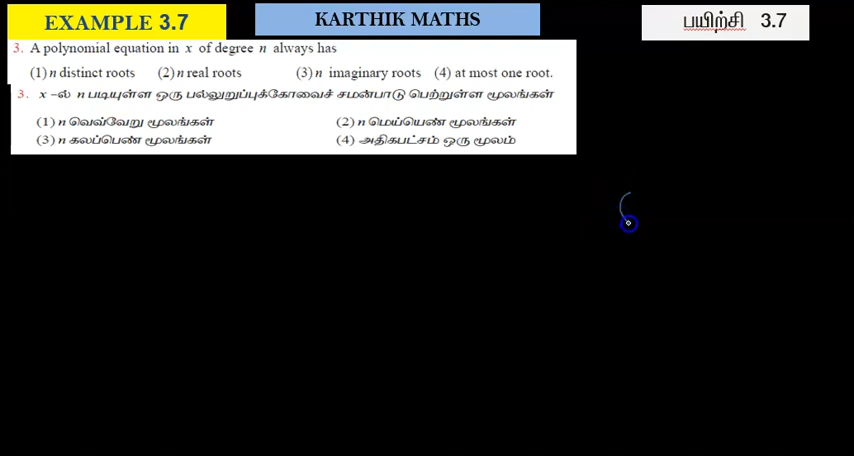 EXAMPLE 3.7
KARTHIK MATHS
பயிற்சி 3.7
3. A polynomial equation in x of degree n always has
(1) n distinct roots (2) n real roots (3) n imaginary roots (4) at most one root.
3. x -ல் n படியுள்ள ஒரு பல்லுறுப்புக்கோவைச் சமன்பாடு பெற்றுள்ள மூலங்கள்
(1) n வெவ்வேறு மூலங்கள் (2) n மெய்யெண் மூலங்கள்
(3) n கலப்பெண் மூலங்கள் (4) அதிகபட்சம் ஒரு மூலம்